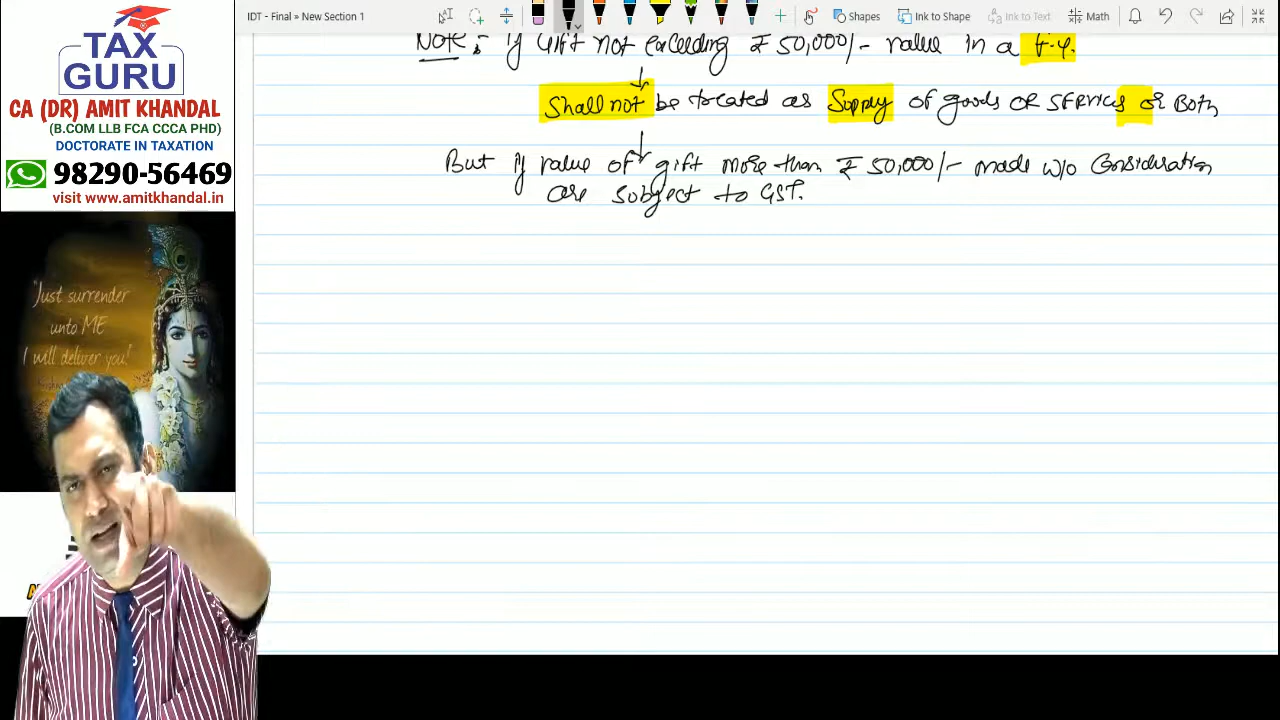 IDT - Final » New Section 1
Shapes
Ink to Shape
Ink to Text
Math
TAX
GURU
CA (DR) AMIT KHANDAL
(B.COM LLB FCA CCCA PHD)
DOCTORATE IN TAXATION
98290-56469
visit www.amitkhandal.in
"Just surrender
unto ME
I will deliver you!"
Note :- if Gift not exceeding ₹ 50,000/- value in a F.Y.
Shall not be treated as Supply of goods or services or Both
But if value of gift more than ₹ 50,000/- made w/o Consideration
are subject to GST.